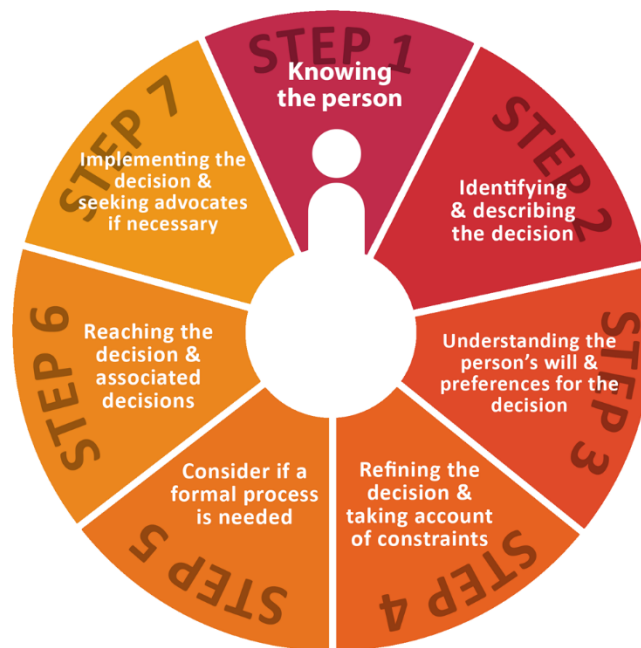 STEP 1
Knowing
the person
STEP 2
Identifying
& describing
the decision
STEP 3
Understanding the
person's will &
preferences for the
decision
STEP 4
Refining the
decision &
taking account
of constraints
STEP 5
Consider if a
formal process
is needed
STEP 6
Reaching the
decision &
associated
decisions
STEP 7
Implementing the
decision &
seeking advocates
if necessary